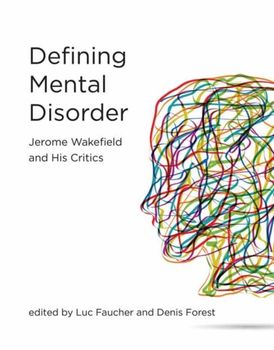 Defining
Mental
Disorder
Jerome Wakefield
and His Critics
edited by Luc Faucher and Denis Forest